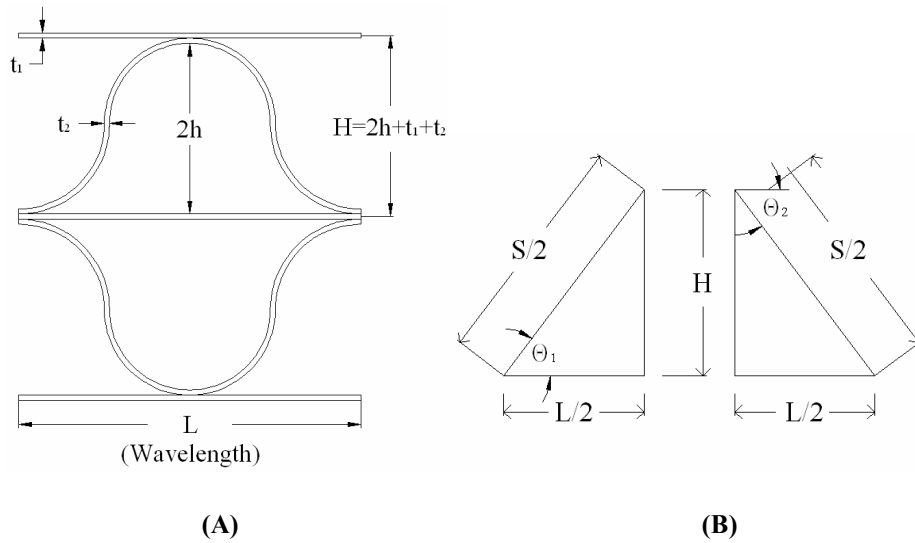 t₁
t₂
2h
H=2h+t₁+t₂
L
(Wavelength)
(A)
S/2
Θ₁
H
L/2
Θ₂
S/2
L/2
(B)